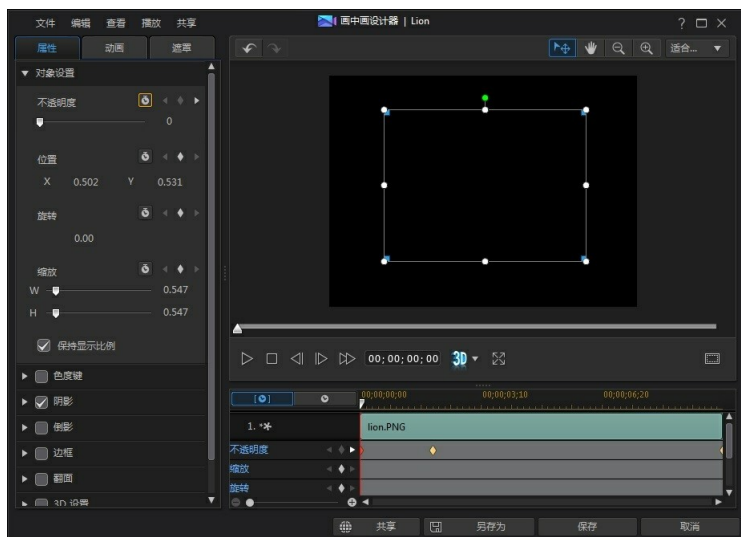 文件 编辑 查看 播放 共享 画中画设计器 | Lion
属性 动画 遮罩 适合...
对象设置
不透明度
0
位置
X 0.502 Y 0.531
旋转
0.00
缩放
W 0.547
H 0.547
保持显示比例
色度键
阴影
倒影
边框
翻面
3D 设置
00;00;00;00 3D
00;00;00;00 00;00;03;10 00;00;06;20
1. lion.PNG
不透明度
缩放
旋转
共享 另存为 保存 取消